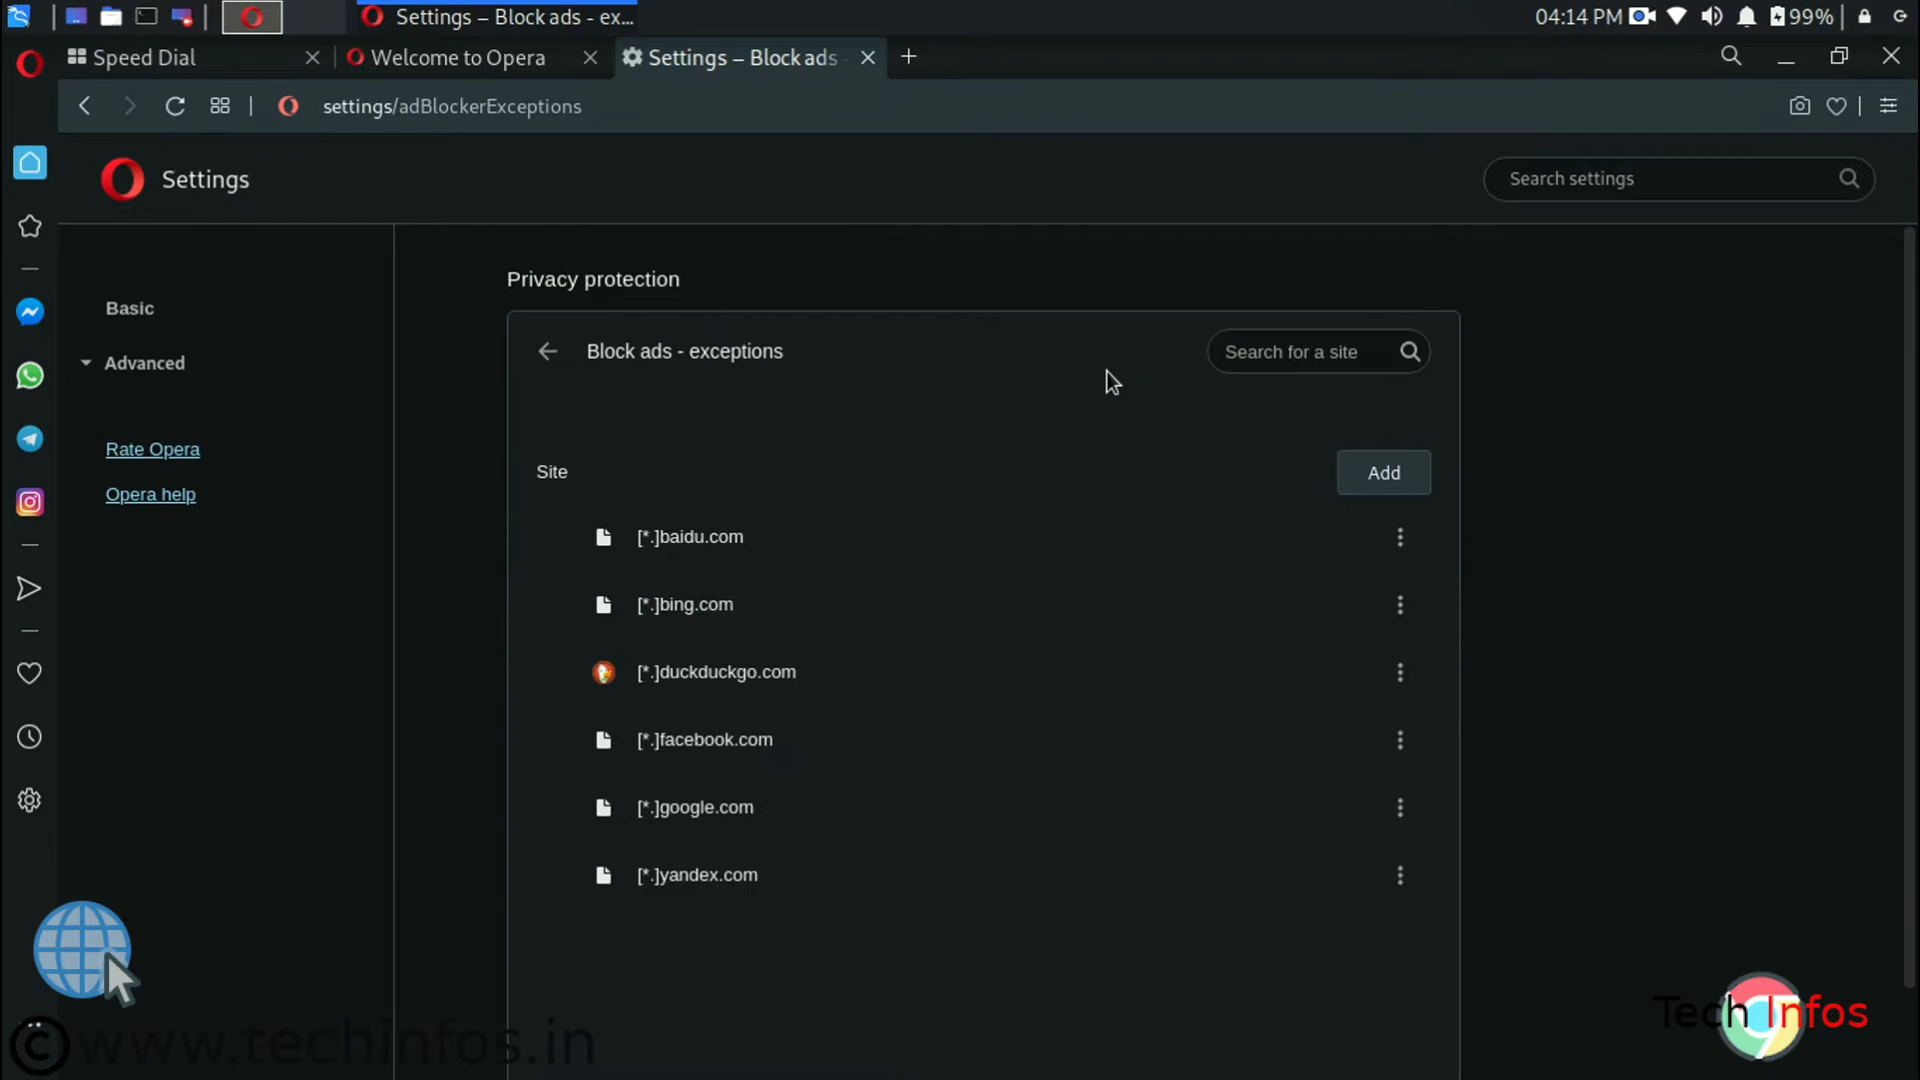 Settings – Block ads - ex...
04:14 PM
99%
Speed Dial
Welcome to Opera
Settings – Block ads -
settings/adBlockerExceptions
Settings
Search settings
Basic
Advanced
Rate Opera
Opera help
Privacy protection
Block ads - exceptions
Search for a site
Site
Add
[*.]baidu.com
[*.]bing.com
[*.]duckduckgo.com
[*.]facebook.com
[*.]google.com
[*.]yandex.com
© www.techinfos.in
Tech Infos